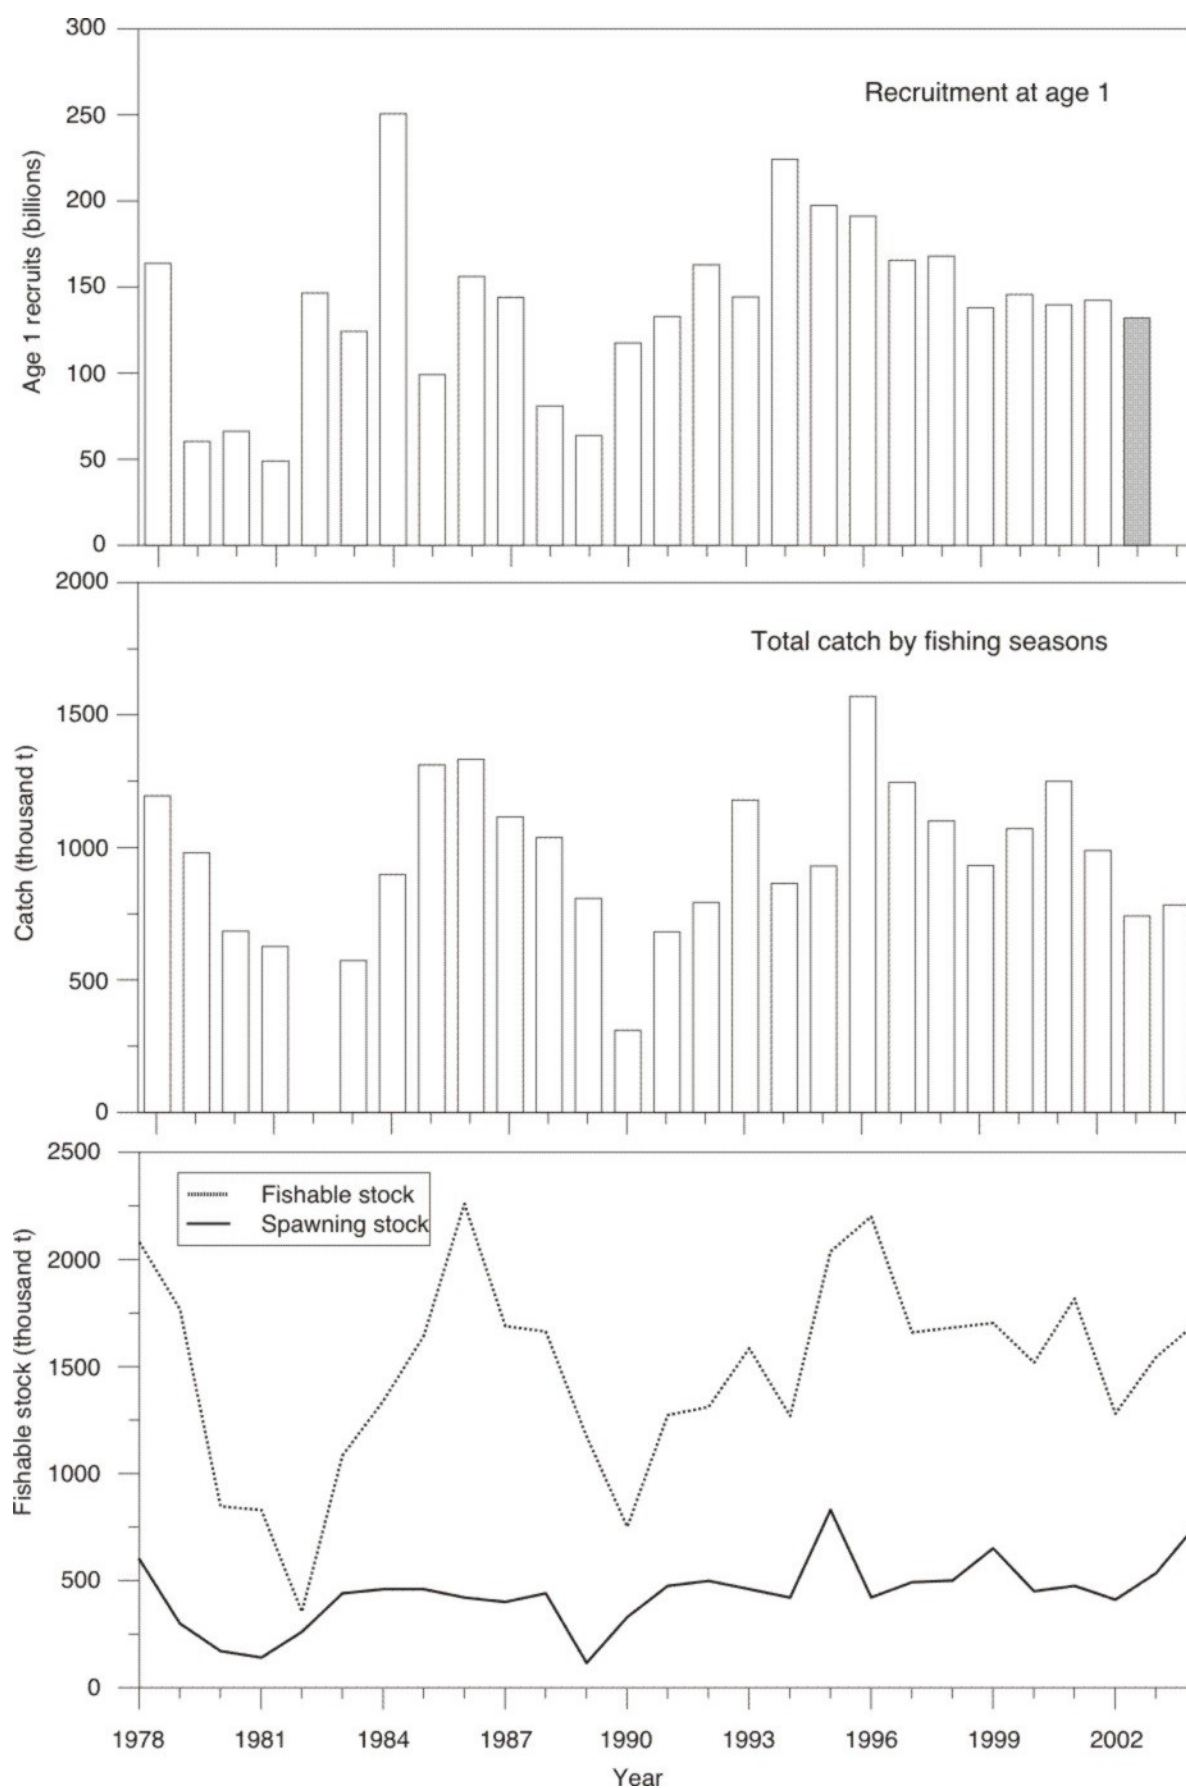 Recruitment at age 1
Age 1 recruits (billions)
300
250
200
150
100
50
0
Total catch by fishing seasons
Catch (thousand t)
2000
1500
1000
500
0
Fishable stock
Spawning stock
Fishable stock (thousand t)
2500
2000
1500
1000
500
0
1978 1981 1984 1987 1990 1993 1996 1999 2002
Year